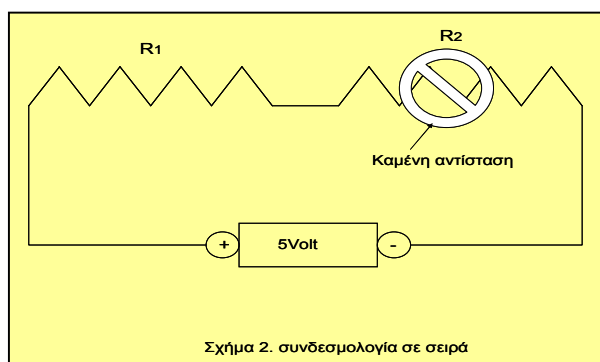 R1
R2
Καμένη αντίσταση
+ 5Volt -
Σχήμα 2. συνδεσμολογία σε σειρά